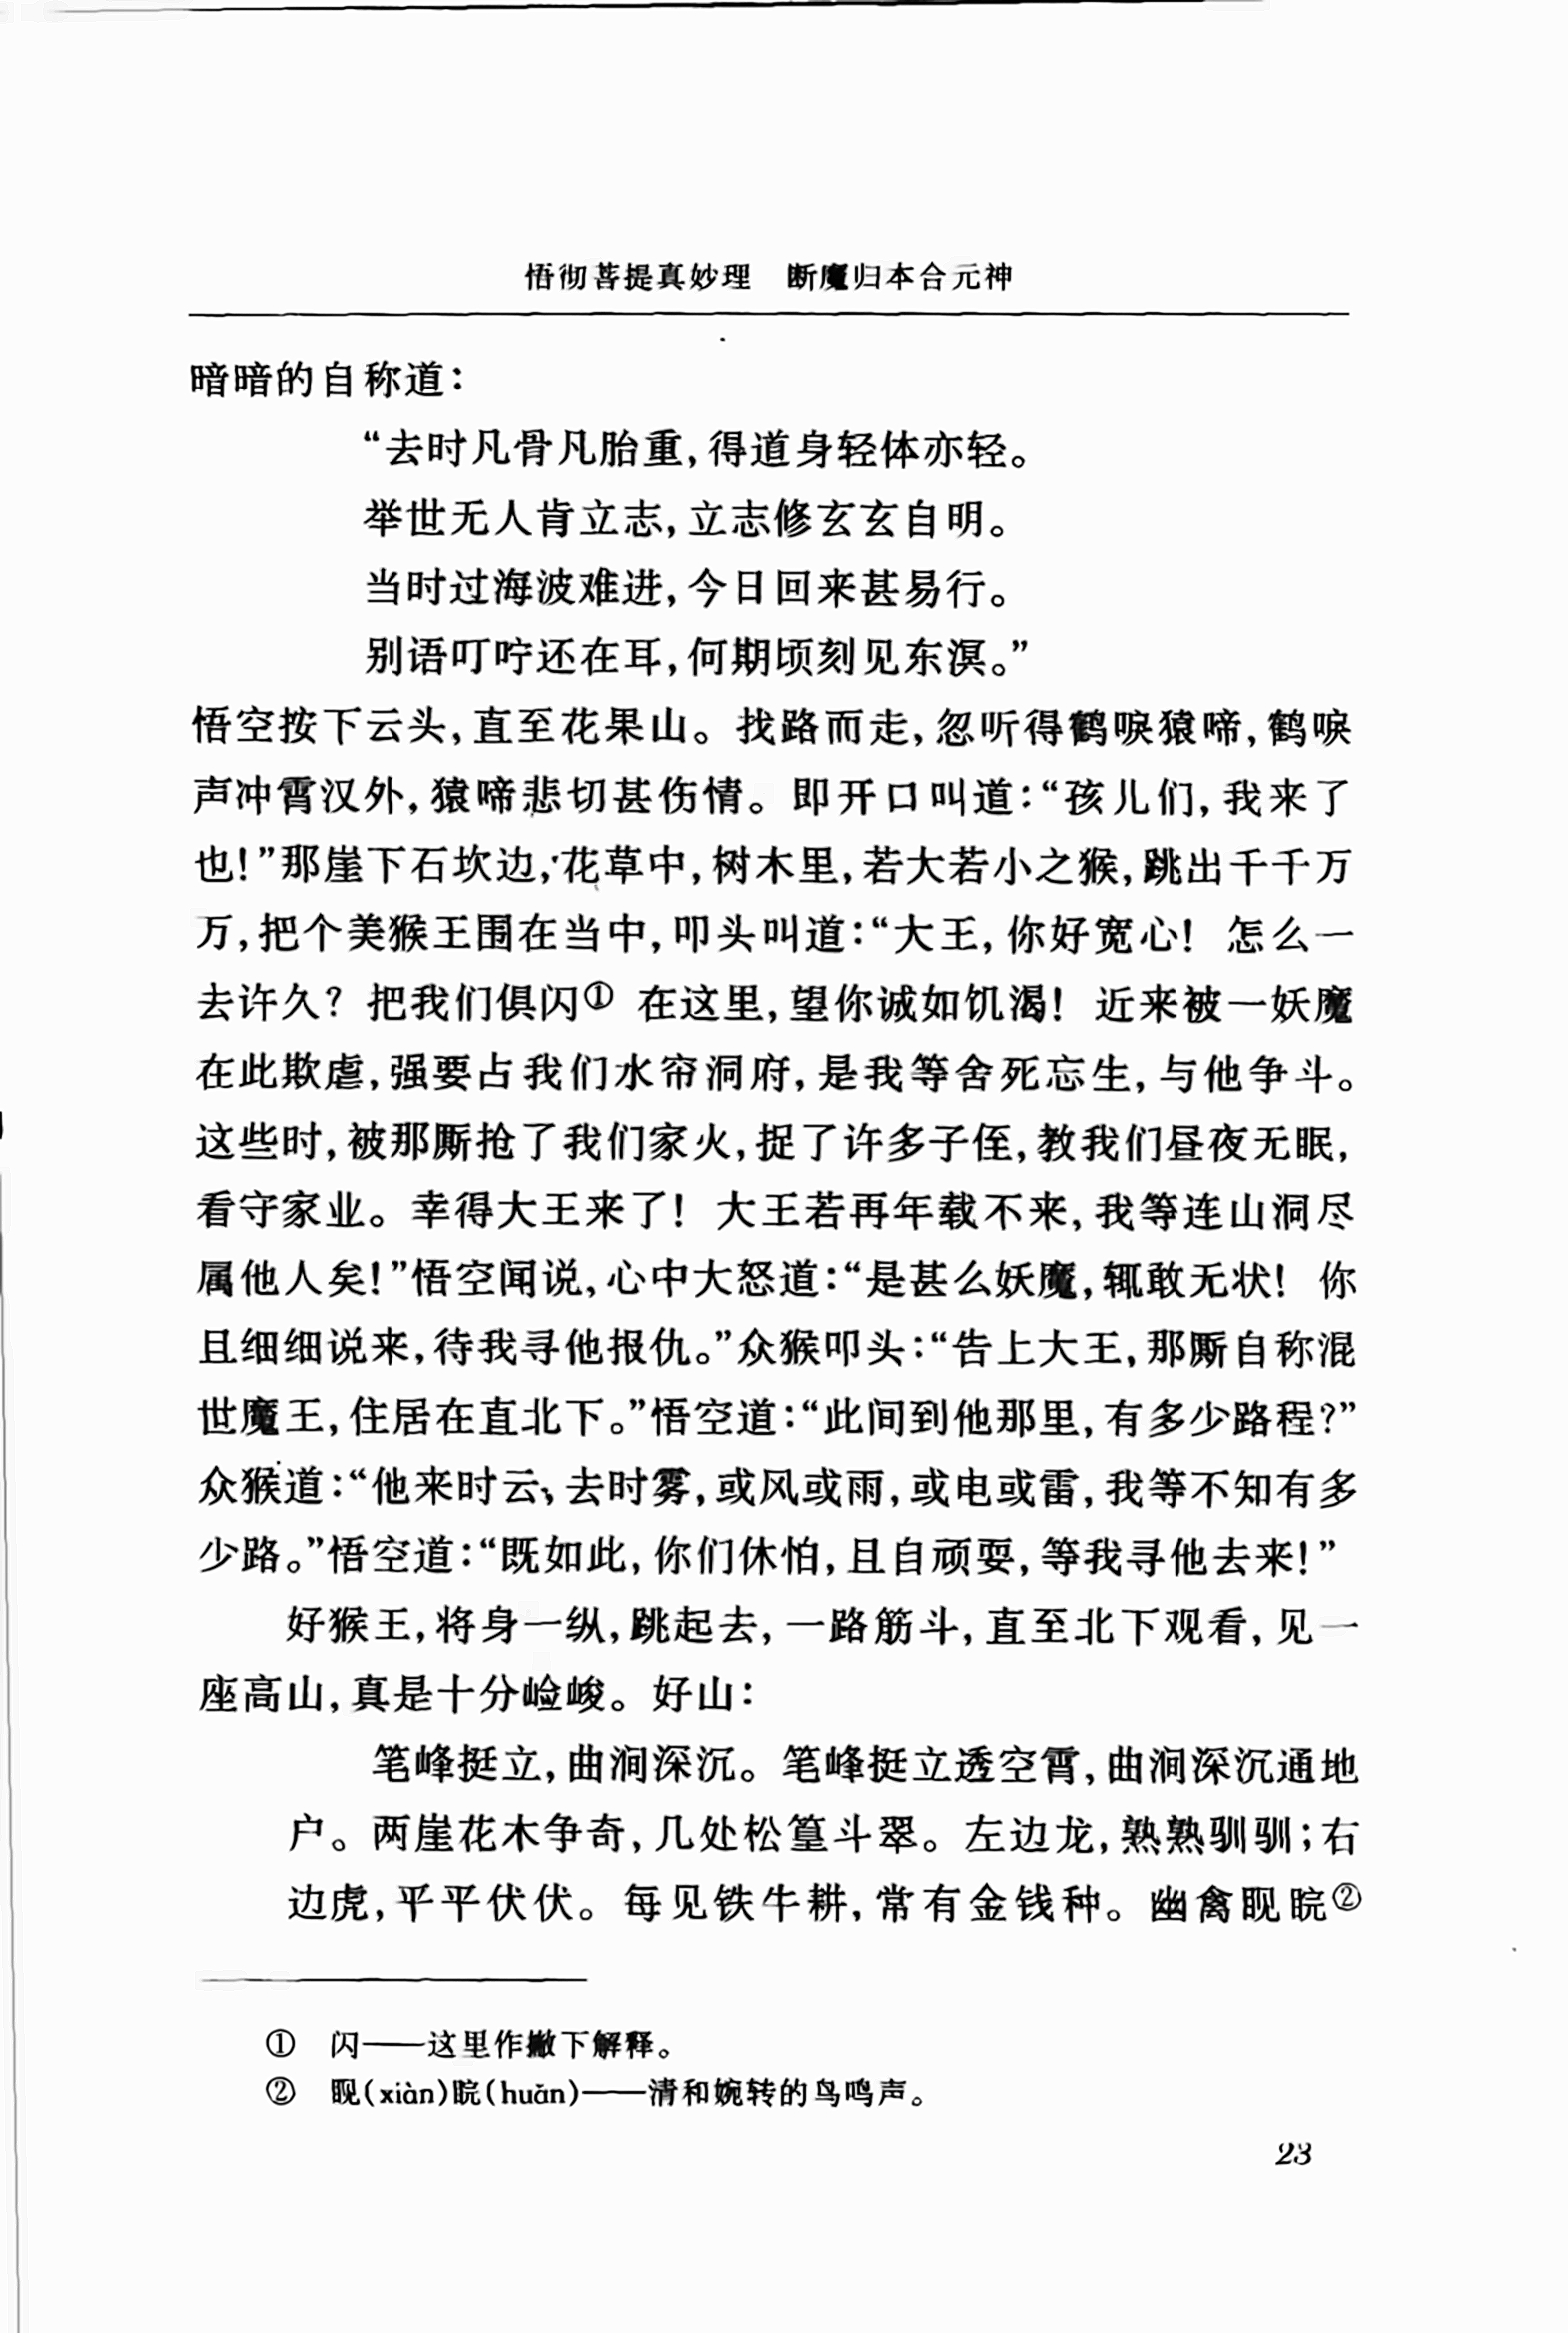 悟彻菩提真妙理　断魔归本合元神
暗暗的自称道：
“去时凡骨凡胎重，得道身轻体亦轻。
举世无人肯立志，立志修玄玄自明。
当时过海波难进，今日回来甚易行。
别语叮咛还在耳，何期顷刻见东溟。”
悟空按下云头，直至花果山。找路而走，忽听得鹤唳猿啼，鹤唳
声冲霄汉外，猿啼悲切甚伤情。即开口叫道：“孩儿们，我来了
也！”那崖下石坎边，花草中，树木里，若大若小之猴，跳出千千万
万，把个美猴王围在当中，叩头叫道：“大王，你好宽心！怎么一
去许久？把我们俱闪① 在这里，望你诚如饥渴！近来被一妖魔
在此欺虐，强要占我们水帘洞府，是我等舍死忘生，与他争斗。
这些时，被那厮抢了我们家火，捉了许多子侄，教我们昼夜无眠，
看守家业。幸得大王来了！大王若再年载不来，我等连山洞尽
属他人矣！”悟空闻说，心中大怒道：“是甚么妖魔，辄敢无状！你
且细细说来，待我寻他报仇。”众猴叩头：“告上大王，那厮自称混
世魔王，住居在直北下。”悟空道：“此间到他那里，有多少路程？”
众猴道：“他来时云，去时雾，或风或雨，或电或雷，我等不知有多
少路。”悟空道：“既如此，你们休怕，且自顽耍，等我寻他去来！”
好猴王，将身一纵，跳起去，一路筋斗，直至北下观看，见一
座高山，真是十分崄峻。好山：
笔峰挺立，曲涧深沉。笔峰挺立透空霄，曲涧深沉通地
户。两崖花木争奇，几处松篁斗翠。左边龙，熟熟驯驯；右
边虎，平平伏伏。每见铁牛耕，常有金钱种。幽禽睍睆②
①　闪——这里作撇下解释。
②　睍(xiàn)睆(huǎn)——清和婉转的鸟鸣声。
23